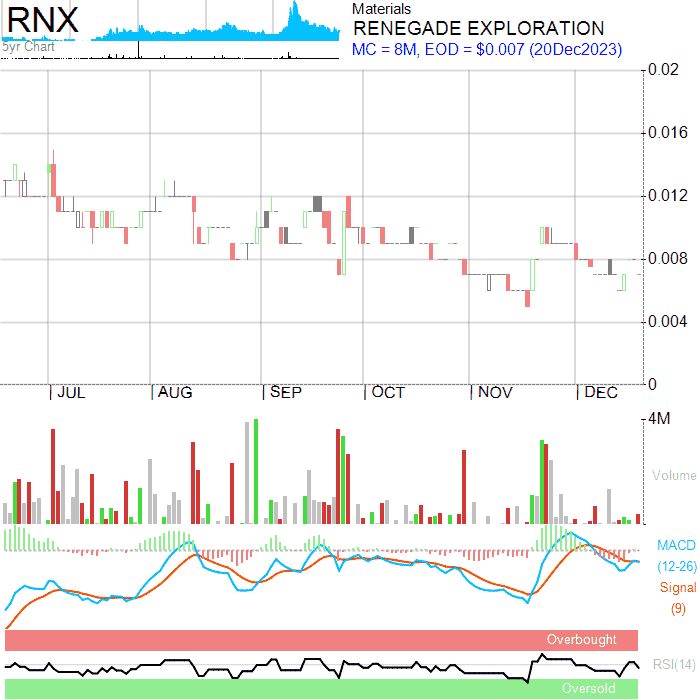 RNX
5yr Chart
Materials
RENEGADE EXPLORATION
MC = 8M, EOD = $0.007 (20Dec2023)
0.02
0.016
0.012
0.008
0.004
0
JUL AUG SEP OCT NOV DEC
4M
Volume
MACD
(12-26)
Signal
(9)
Overbought
RSI(14)
Oversold